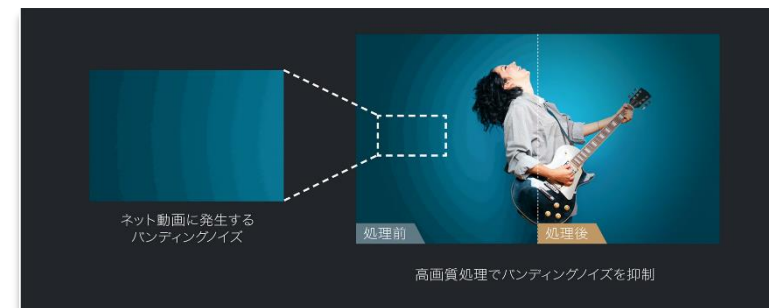 ネット動画に発生する
バンディングノイズ
処理前
処理後
高画質処理でバンディングノイズを抑制